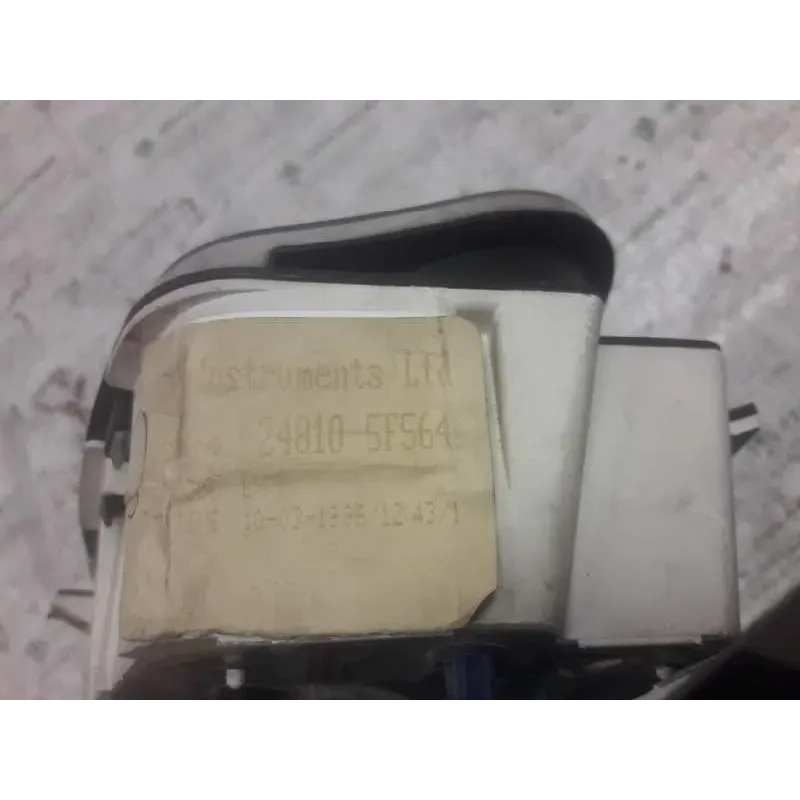 Instruments Ltd
24810 5F564
10-02-1995 12:43/1